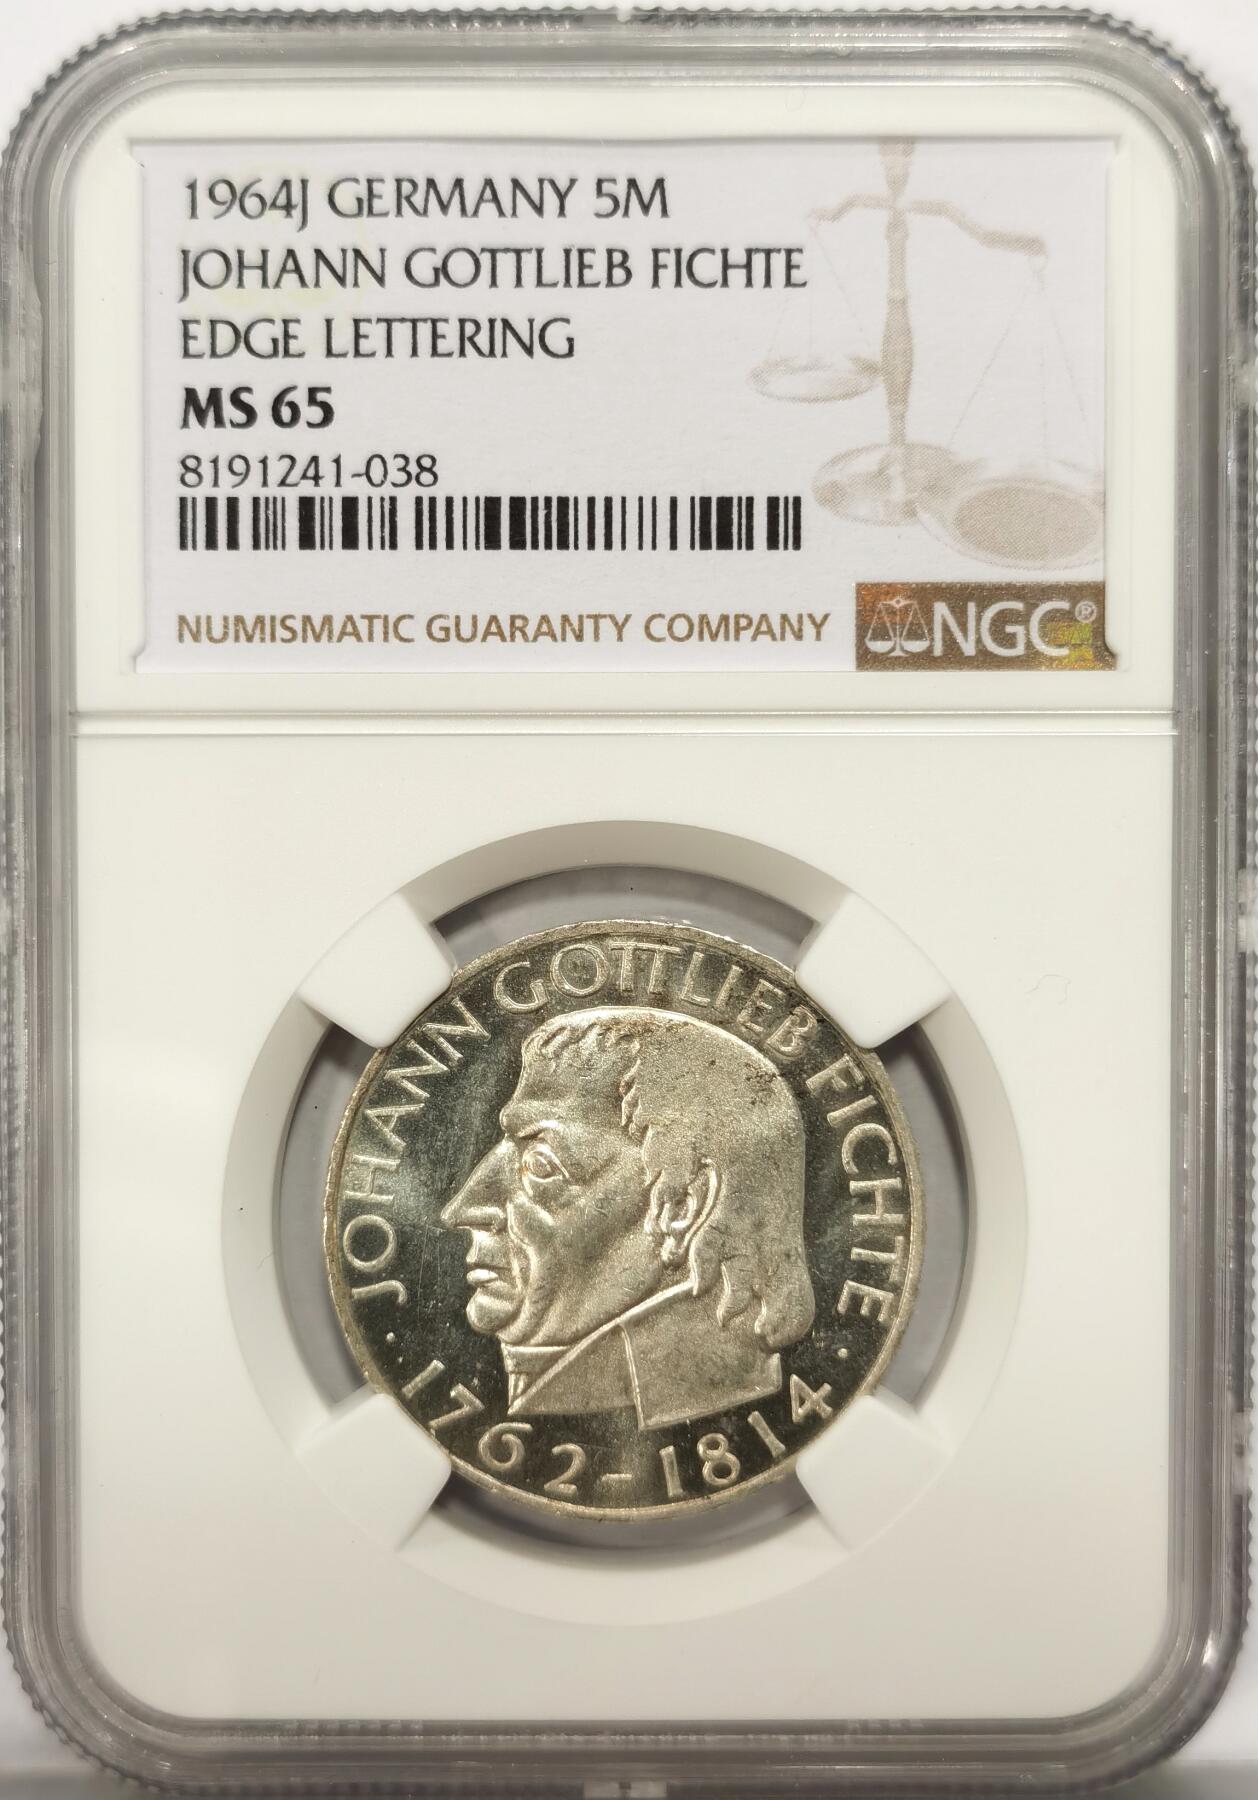 1964J GERMANY 5M
JOHANN GOTTLIEB FICHTE
EDGE LETTERING
MS 65
8191241-038
NUMISMATIC GUARANTY COMPANY
NGC®
JOHANN GOTTLIEB FICHTE
· 1762-1814 ·